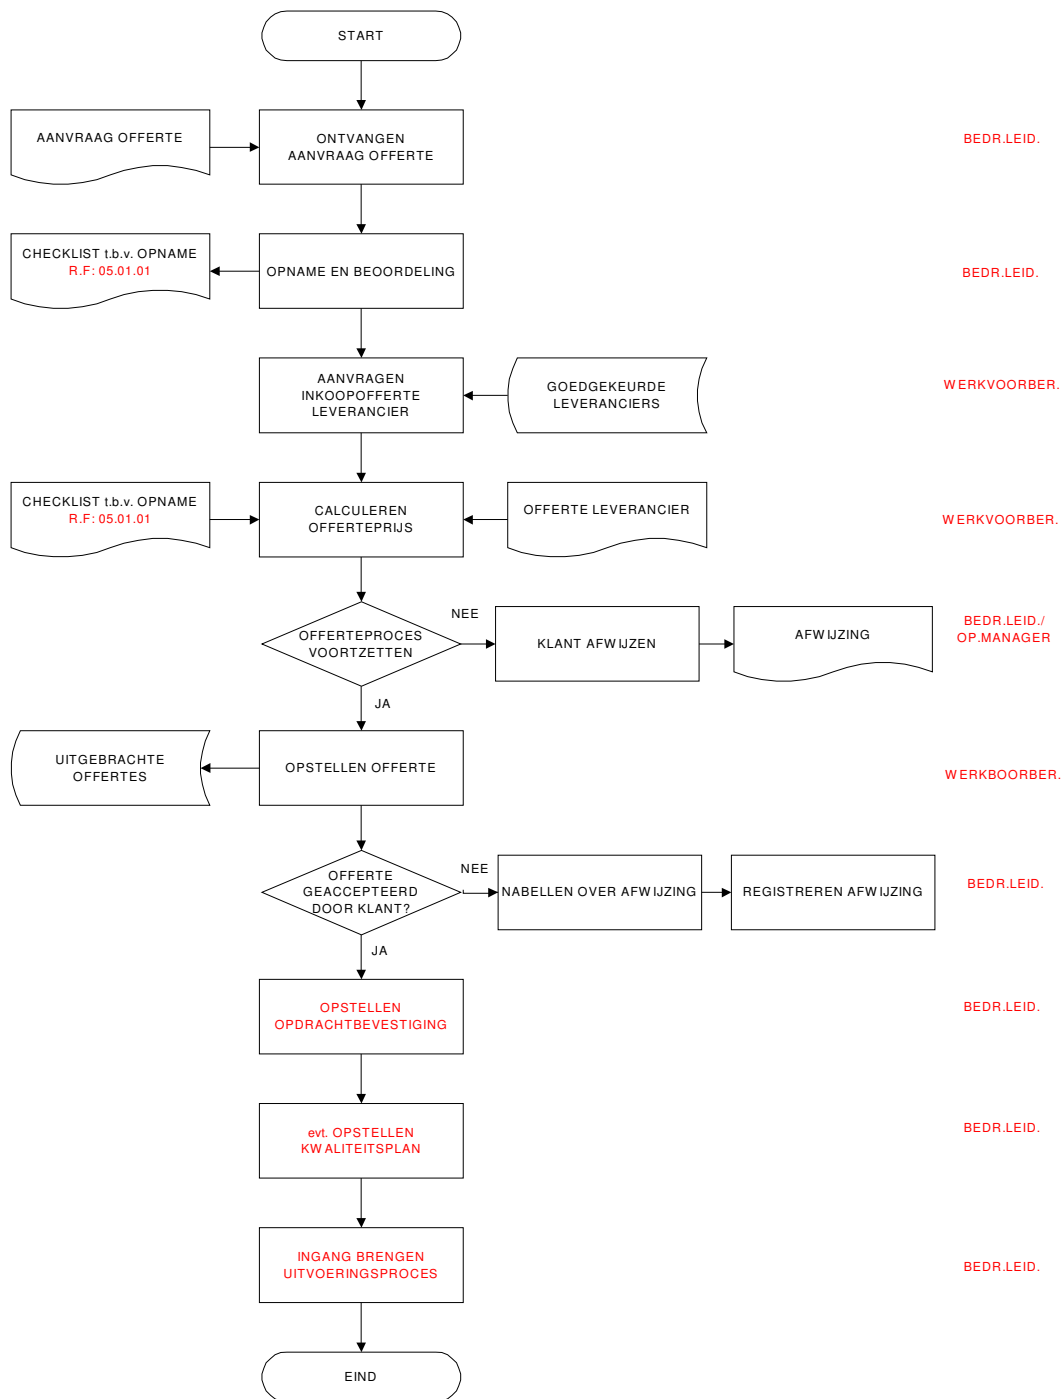 START
AANVRAAG OFFERTE
ONTVANGEN
AANVRAAG OFFERTE
BEDR.LEID.
CHECKLIST t.b.v. OPNAME
R.F: 05.01.01
OPNAME EN BEOORDELING
BEDR.LEID.
AANVRAGEN
INKOOPOFFERTE
LEVERANCIER
GOEDGEKEURDE
LEVERANCIERS
WERKVOORBER.
CHECKLIST t.b.v. OPNAME
R.F: 05.01.01
CALCULEREN
OFFERTEPRIJS
OFFERTE LEVERANCIER
WERKVOORBER.
OFFERTEPROCES
VOORTZETTEN
NEE
KLANT AFWIJZEN
AFWIJZING
BEDR.LEID./
OP.MANAGER
JA
UITGEBRACHTE
OFFERTES
OPSTELLEN OFFERTE
WERKBOORBER.
OFFERTE
GEACCEPTEERD
DOOR KLANT?
NEE
NABELLEN OVER AFWIJZING
REGISTREREN AFWIJZING
BEDR.LEID.
JA
OPSTELLEN
OPDRACHTBEVESTIGING
BEDR.LEID.
evt. OPSTELLEN
KWALITEITSPLAN
BEDR.LEID.
INGANG BRENGEN
UITVOERINGSPROCES
BEDR.LEID.
EIND